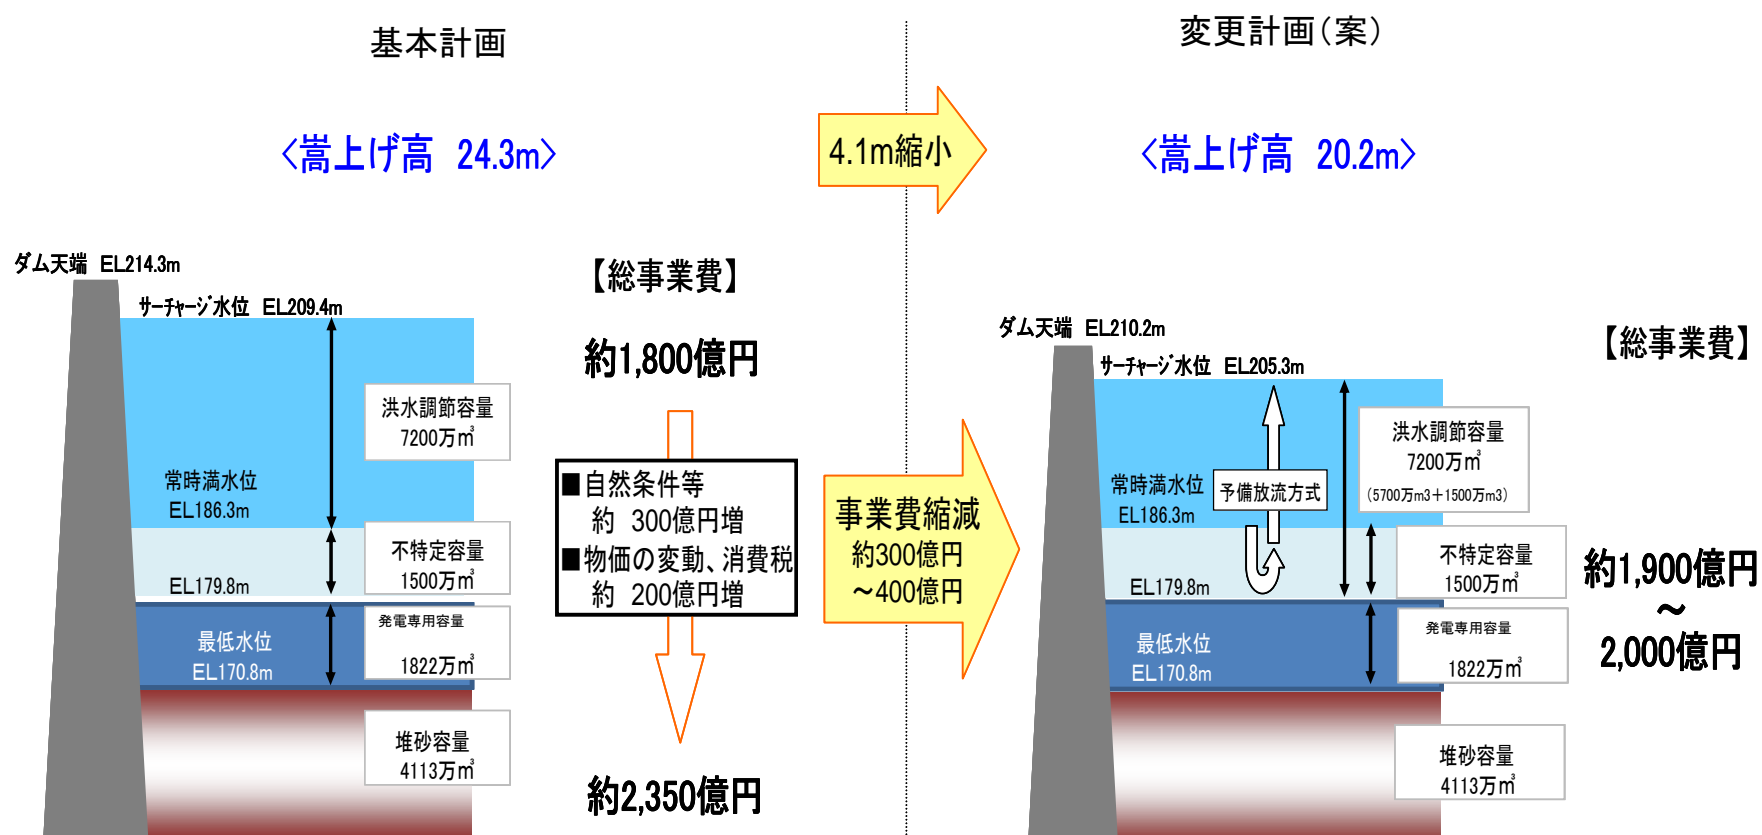 基本計画
〈嵩上げ高 24.3m〉
ダム天端 EL214.3m
サーチャージ水位 EL209.4m
洪水調節容量
7200万㎥
常時満水位
EL186.3m
不特定容量
1500万㎥
EL179.8m
発電専用容量
1822万㎥
最低水位
EL170.8m
堆砂容量
4113万㎥
【総事業費】
約1,800億円
■自然条件等
約 300億円増
■物価の変動、消費税
約 200億円増
約2,350億円
4.1m縮小
事業費縮減
約300億円
～400億円
変更計画(案)
〈嵩上げ高 20.2m〉
ダム天端 EL210.2m
サーチャージ水位 EL205.3m
洪水調節容量
7200万㎥
(5700万m3＋1500万m3)
予備放流方式
常時満水位
EL186.3m
不特定容量
1500万㎥
EL179.8m
発電専用容量
1822万㎥
最低水位
EL170.8m
堆砂容量
4113万㎥
【総事業費】
約1,900億円
～
2,000億円